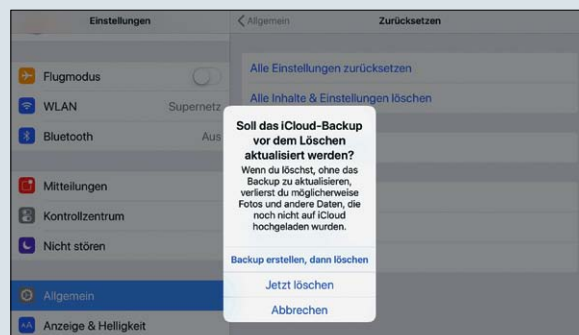 Einstellungen
Allgemein
Zurücksetzen
Flugmodus
WLAN
Supernetz
Bluetooth
Aus
Mitteilungen
Kontrollzentrum
Nicht stören
Allgemein
Anzeige & Helligkeit
Alle Einstellungen zurücksetzen
Alle Inhalte & Einstellungen löschen
Soll das iCloud-Backup
vor dem Löschen
aktualisiert werden?
Wenn du löschst, ohne das
Backup zu aktualisieren,
verlierst du möglicherweise
Fotos und andere Daten, die
noch nicht auf iCloud
hochgeladen wurden.
Backup erstellen, dann löschen
Jetzt löschen
Abbrechen